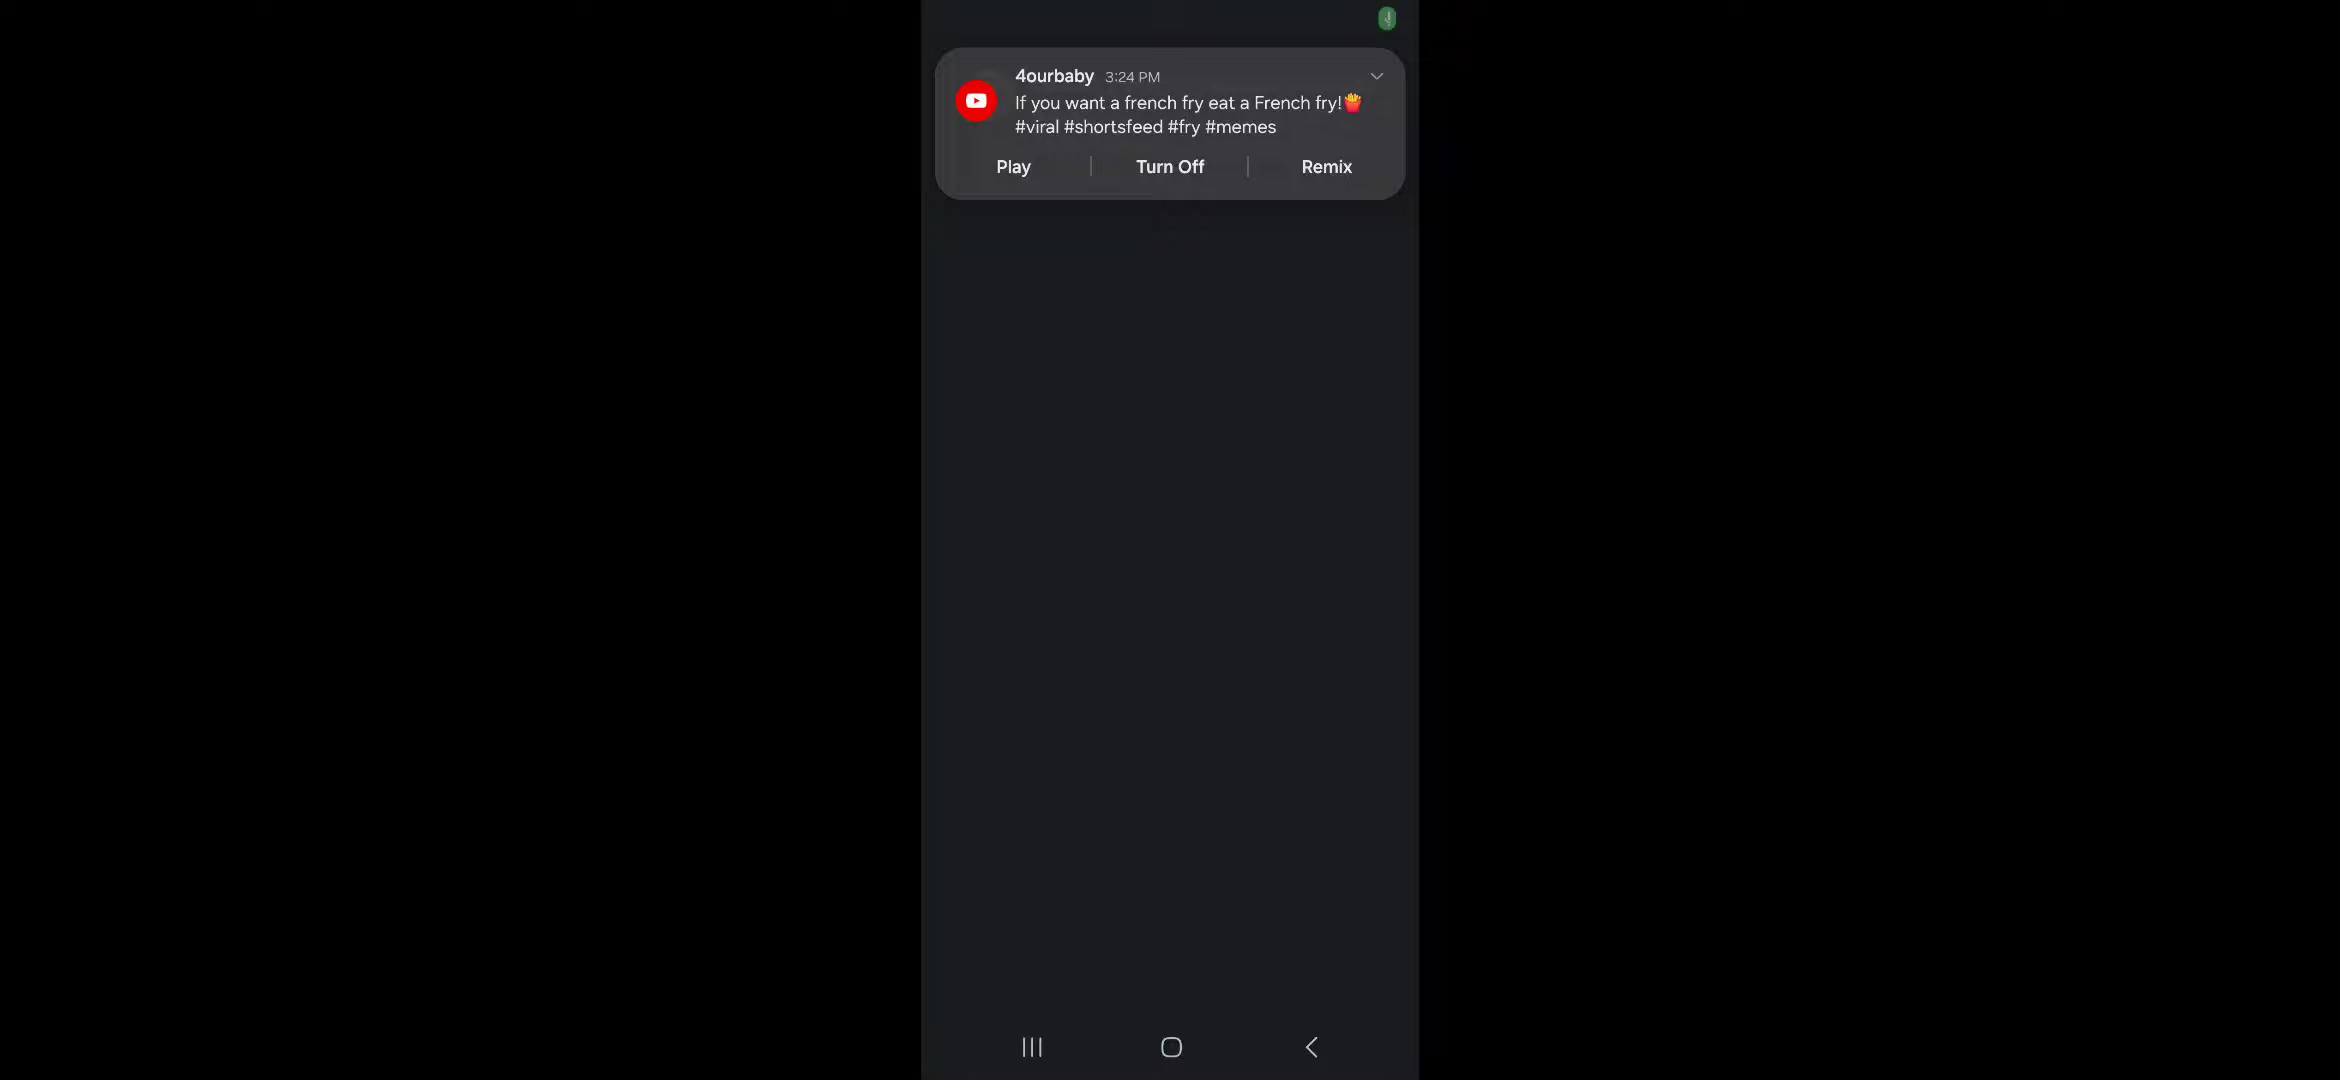 4ourbaby 3:24 PM
If you want a french fry eat a French fry!🍟
#viral #shortsfeed #fry #memes
Play Turn Off Remix